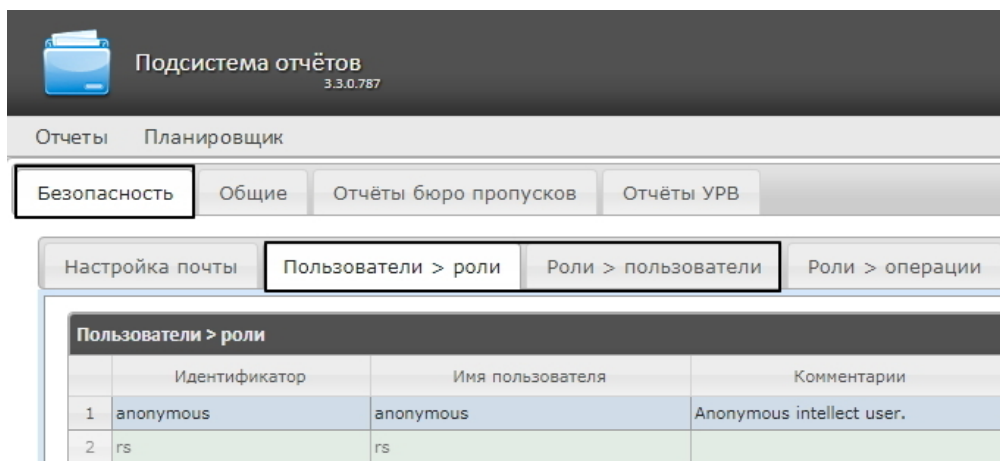 Подсистема отчётов
3.3.0.787
Отчеты Планировщик
Безопасность Общие Отчёты бюро пропусков Отчёты УРВ
Настройка почты Пользователи > роли Роли > пользователи Роли > операции
Пользователи > роли
Идентификатор Имя пользователя Комментарии
1 anonymous anonymous Anonymous intellect user.
2 rs rs